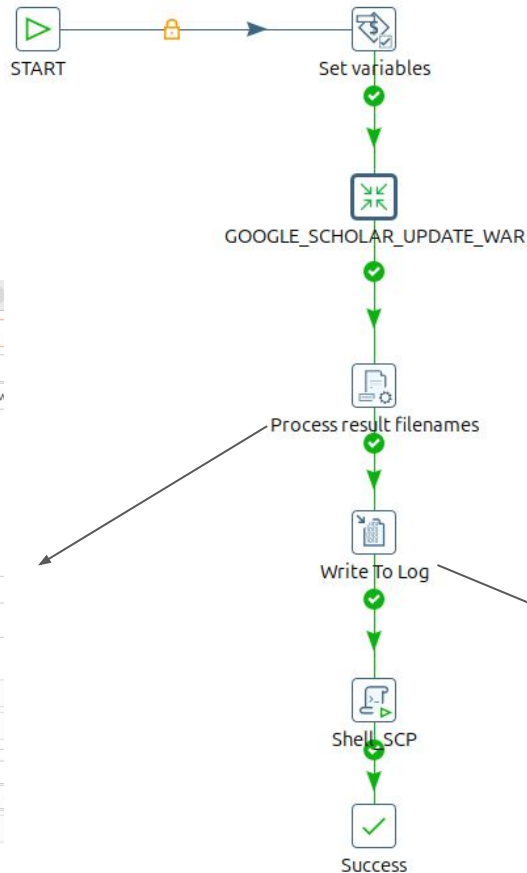 START
Set variables
GOOGLE_SCHOLAR_UPDATE_WAR
Process result filenames
Write To Log
Shell_SCP
Success